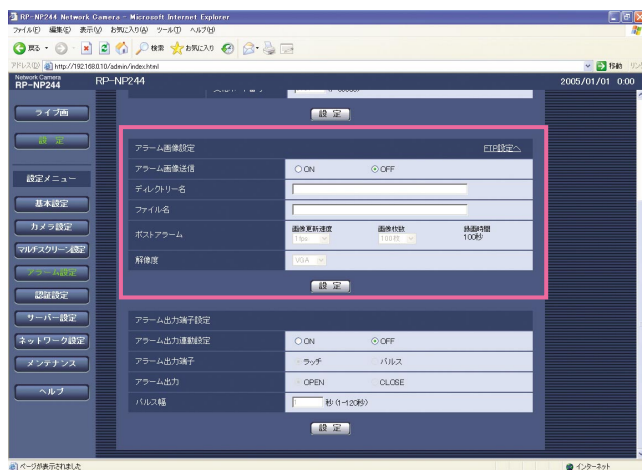 RP-NP244 Network Camera - Microsoft Internet Explorer
ファイル(F) 編集(E) 表示(V) お気に入り(A) ツール(T) ヘルプ(H)
戻る 検索 お気に入り
アドレス(D) http://192.168.0.10/admin/index.html 移動 リンク
Network Camera
RP-NP244 RP-NP244 2005/01/01 0:00
ライブ画
設 定
設定メニュー
基本設定
カメラ設定
マルチスクリーン設定
アラーム設定
認証設定
サーバー設定
ネットワーク設定
メンテナンス
ヘルプ
設 定
アラーム画像設定 FTP設定へ
アラーム画像送信 ON OFF
ディレクトリー名
ファイル名
ポストアラーム 画像更新速度 画像枚数 録画時間
1fps 100枚 100秒
解像度 VGA
設 定
アラーム出力端子設定
アラーム出力連動設定 ON OFF
アラーム出力端子 ラッチ パルス
アラーム出力 OPEN CLOSE
パルス幅 1 秒(1-120秒)
設 定
ページが表示されました インターネット